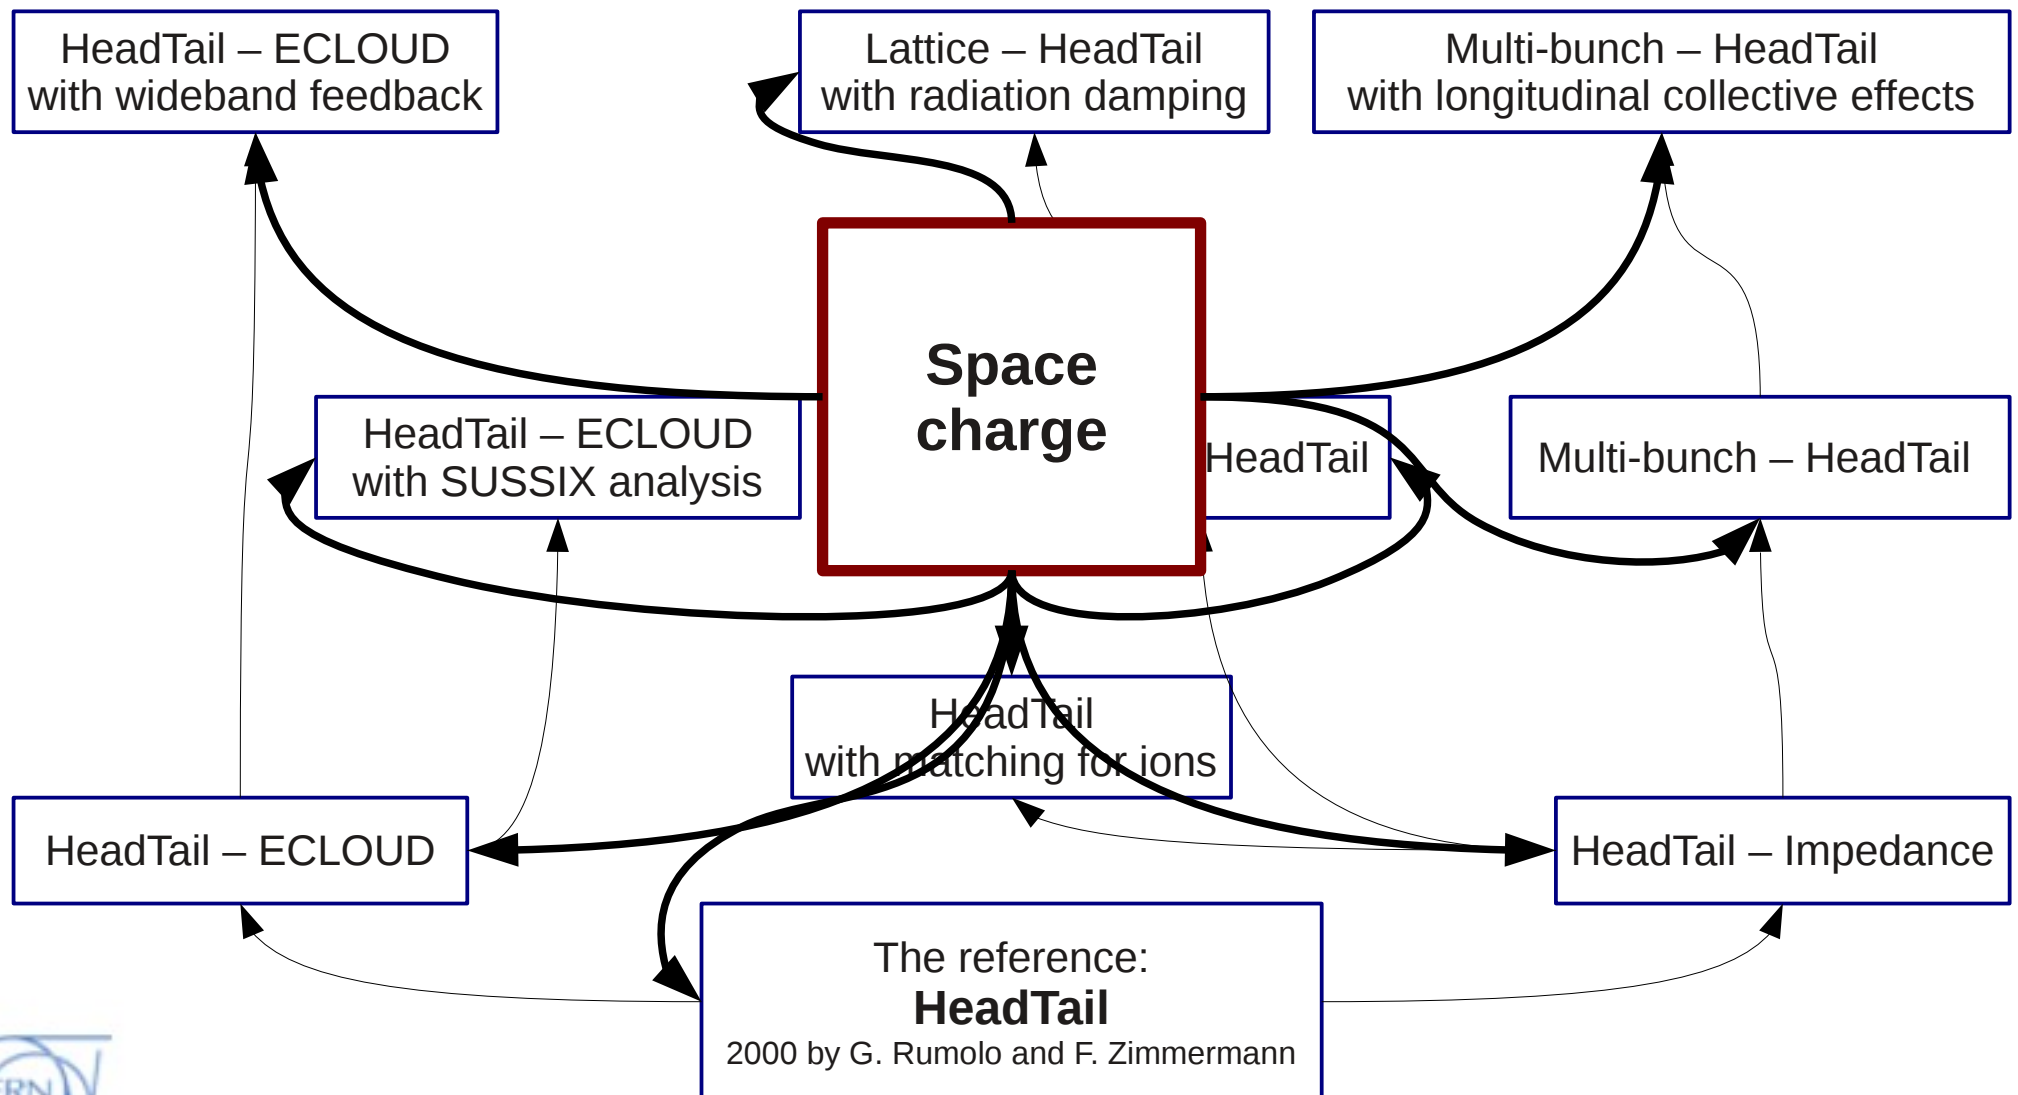 HeadTail – ECLOUD
with wideband feedback
Lattice – HeadTail
with radiation damping
Multi-bunch – HeadTail
with longitudinal collective effects
Space
charge
HeadTail – ECLOUD
with SUSSIX analysis
HeadTail
Multi-bunch – HeadTail
HeadTail
with matching for ions
HeadTail – ECLOUD
HeadTail – Impedance
The reference:
HeadTail
2000 by G. Rumolo and F. Zimmermann